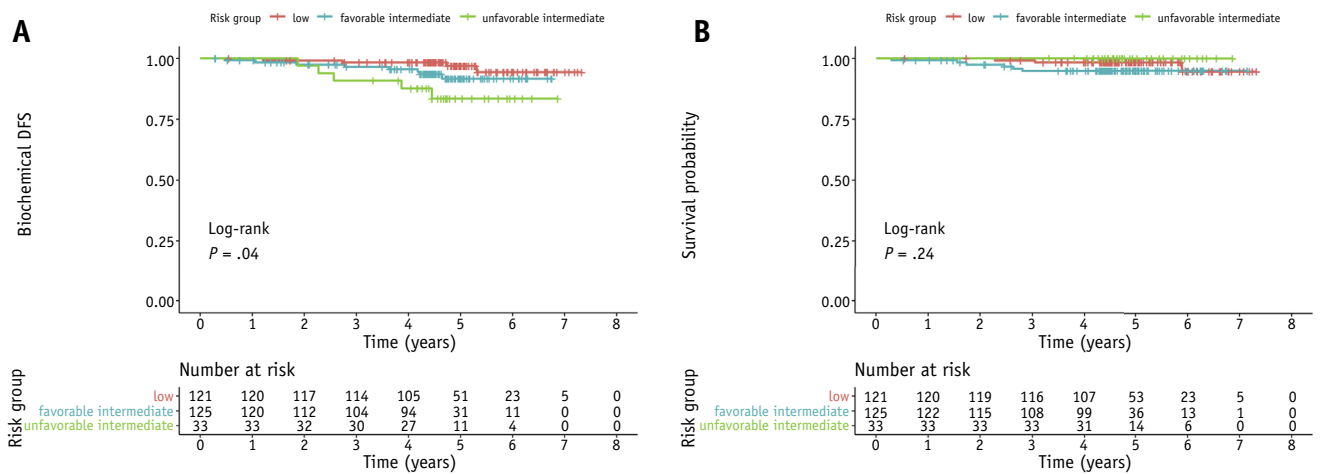 A
Risk group low favorable intermediate unfavorable intermediate
Biochemical DFS
1.00
0.75
0.50
0.25
0.00
Log-rank
P = .04
0 1 2 3 4 5 6 7 8
Time (years)
Number at risk
Risk group
low 121 120 117 114 105 51 23 5 0
favorable intermediate 125 120 112 104 94 31 11 0 0
unfavorable intermediate 33 33 32 30 27 11 4 0 0
0 1 2 3 4 5 6 7 8
Time (years)
B
Risk group low favorable intermediate unfavorable intermediate
Survival probability
1.00
0.75
0.50
0.25
0.00
Log-rank
P = .24
0 1 2 3 4 5 6 7 8
Time (years)
Number at risk
Risk group
low 121 120 119 116 107 53 23 5 0
favorable intermediate 125 122 115 108 99 36 13 1 0
unfavorable intermediate 33 33 33 33 31 14 6 0 0
0 1 2 3 4 5 6 7 8
Time (years)